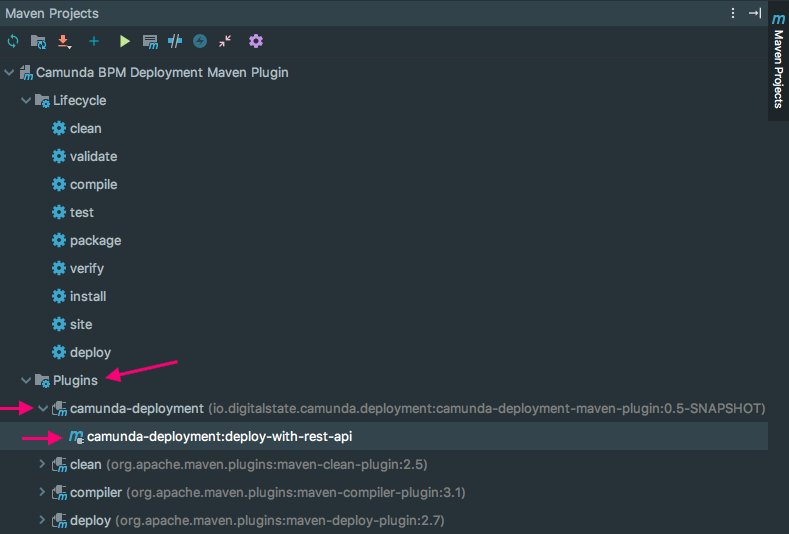 Maven Projects
Camunda BPM Deployment Maven Plugin
Lifecycle
clean
validate
compile
test
package
verify
install
site
deploy
Plugins
camunda-deployment (io.digitalstate.camunda.deployment:camunda-deployment-maven-plugin:0.5-SNAPSHOT)
camunda-deployment:deploy-with-rest-api
clean (org.apache.maven.plugins:maven-clean-plugin:2.5)
compiler (org.apache.maven.plugins:maven-compiler-plugin:3.1)
deploy (org.apache.maven.plugins:maven-deploy-plugin:2.7)
Maven Projects